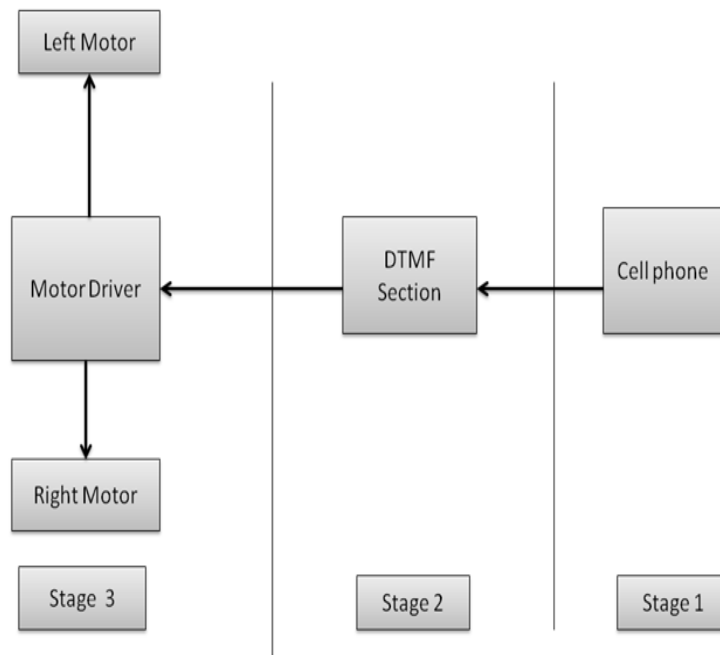 Left Motor
Motor Driver
DTMF
Section
Cell phone
Right Motor
Stage 3
Stage 2
Stage 1